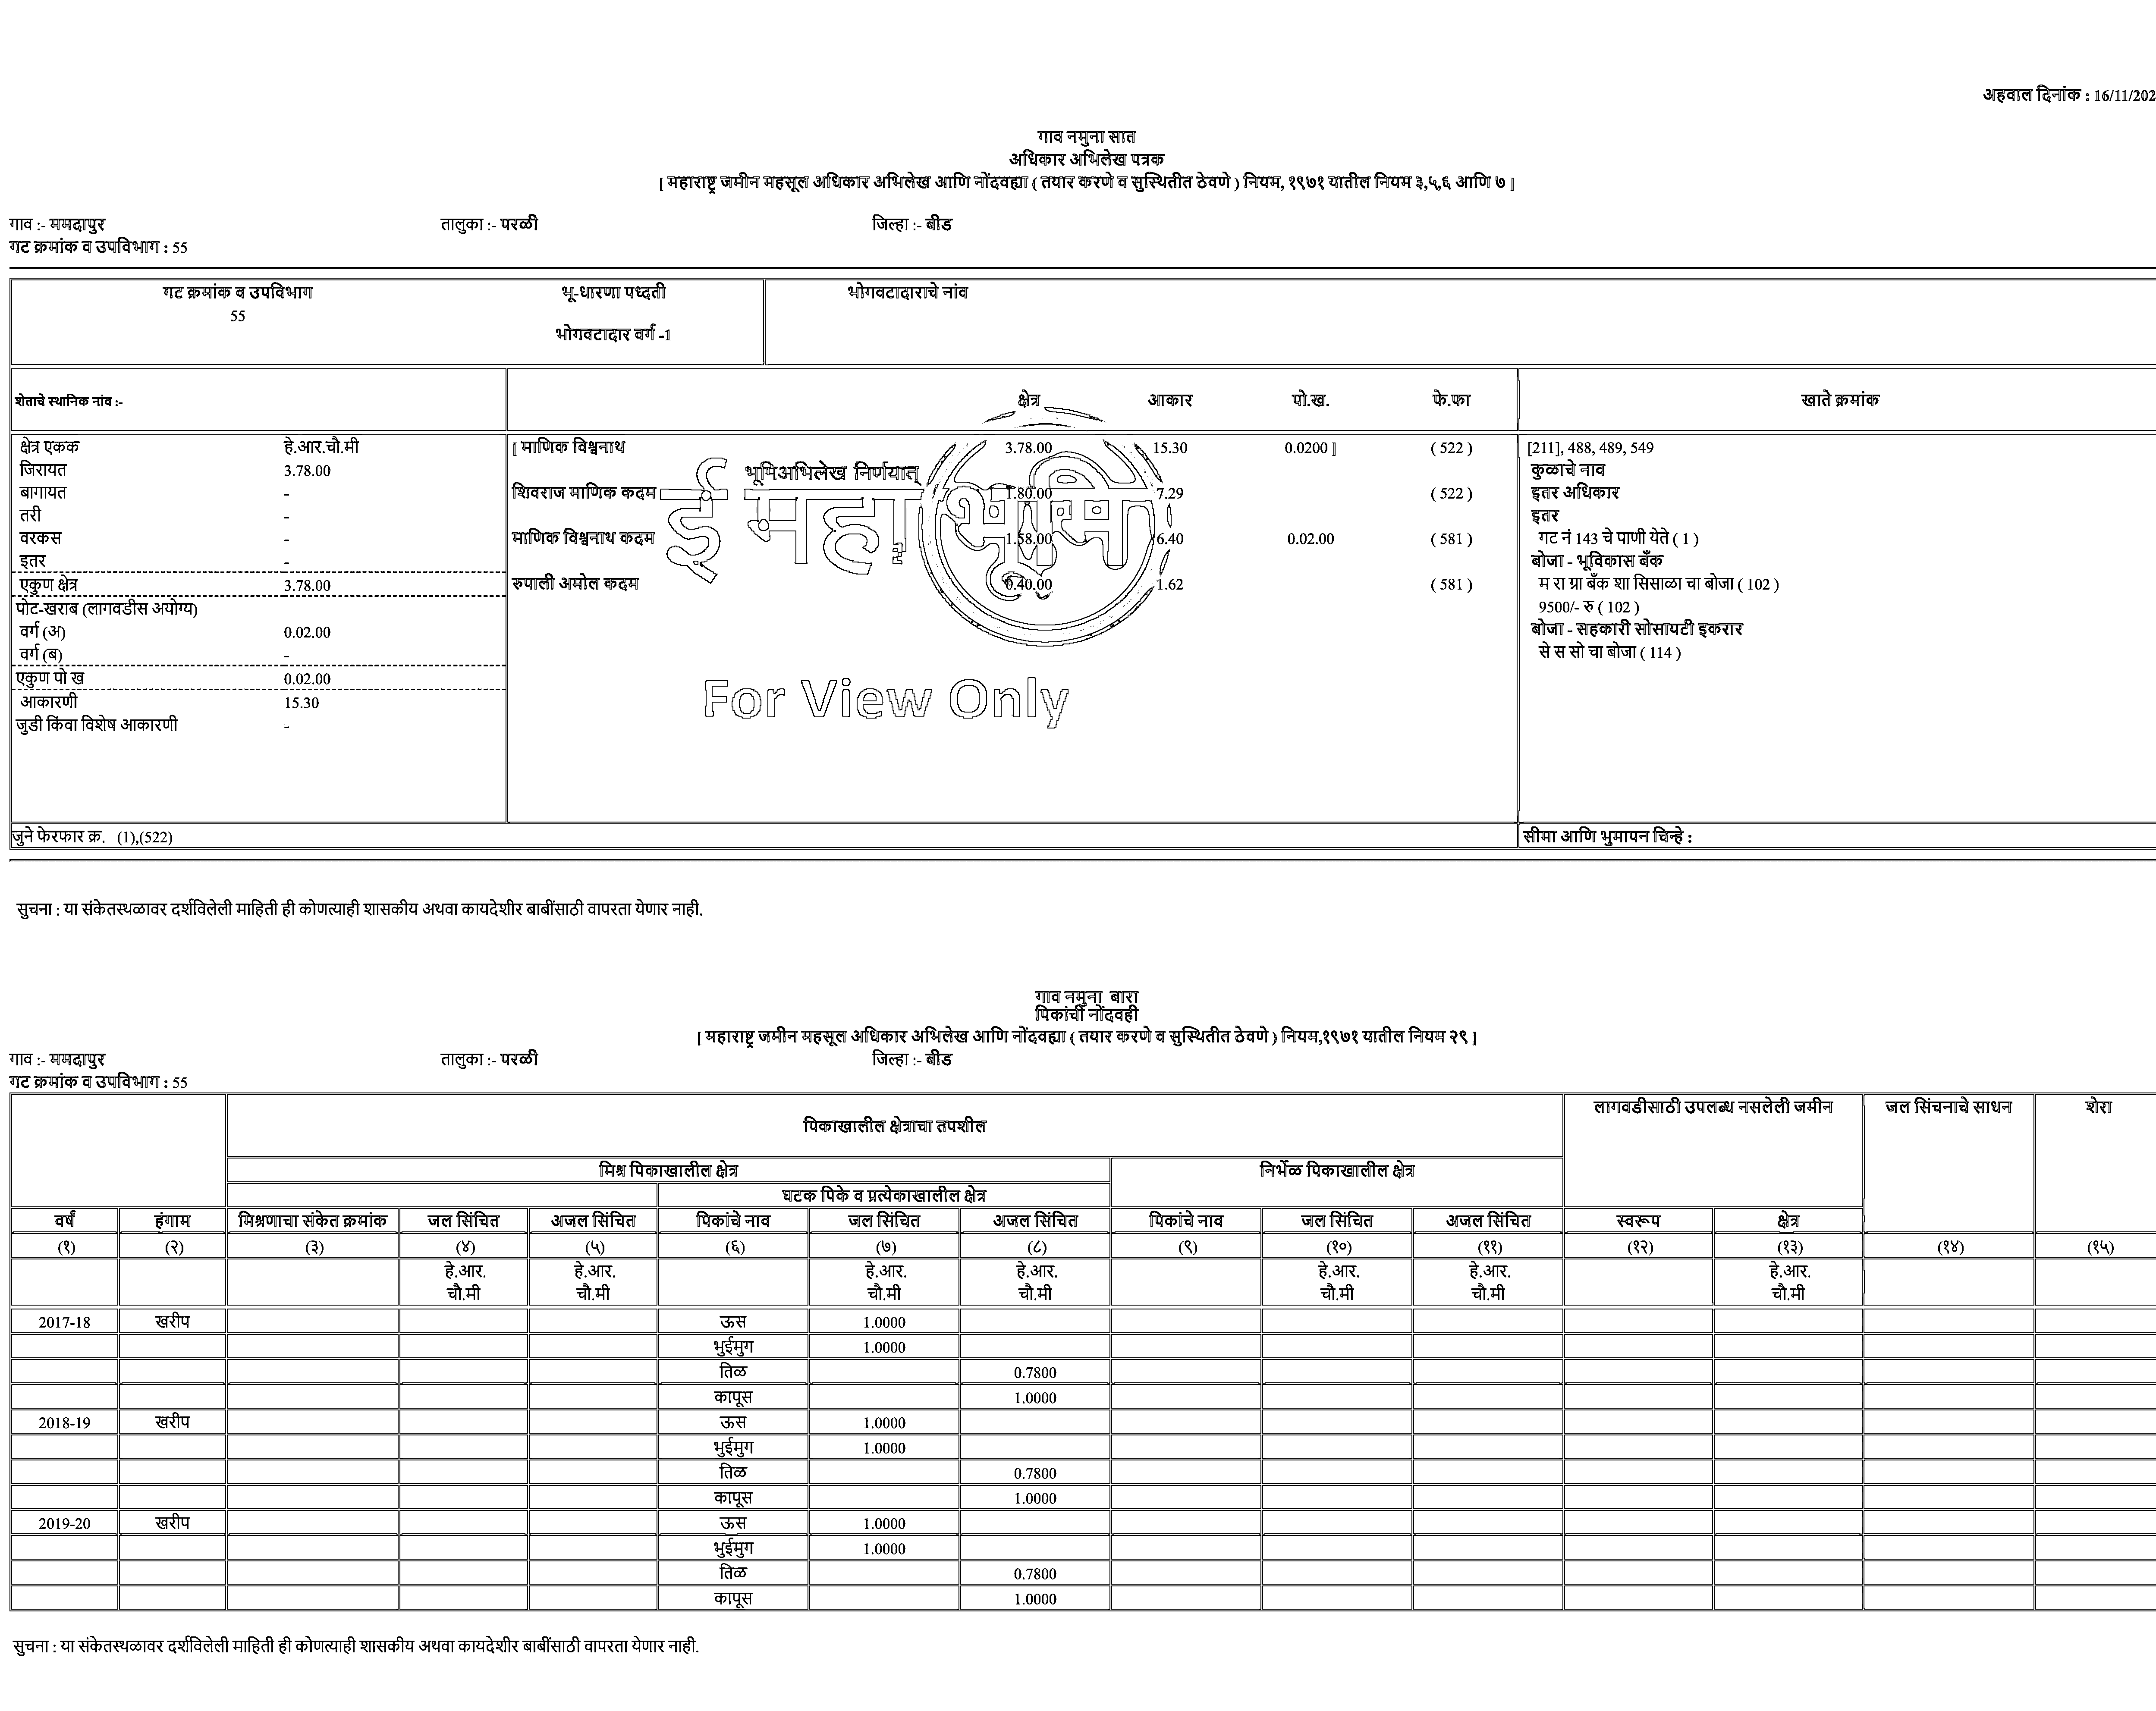 अहवाल दिनांक : 16/11/202
गाव नमुना सात
अधिकार अभिलेख पत्रक
[ महाराष्ट्र जमीन महसूल अधिकार अभिलेख आणि नोंदवह्या ( तयार करणे व सुस्थितीत ठेवणे ) नियम, १९७१ यातील नियम ३,५,६ आणि ७ ]
गाव :- ममदापुर तालुका :- परळी जिल्हा :- बीड
गट क्रमांक व उपविभाग : 55
गट क्रमांक व उपविभाग भू-धारणा पध्दती भोगवटादाराचे नांव
55
भोगवटादार वर्ग -1
शेताचे स्थानिक नांव :- क्षेत्र आकार पो.ख. फे.फा खाते क्रमांक
क्षेत्र एकक हे.आर.चौ.मी [ माणिक विश्वनाथ 3.78.00 15.30 0.0200 ] ( 522 ) [211], 488, 489, 549
जिरायत 3.78.00 भूमिअभिलेख निर्णयात् कुळाचे नाव
बागायत - शिवराज माणिक कदम 1.80.00 7.29 ( 522 ) इतर अधिकार
तरी - ई महाभूमि इतर
वरकस - माणिक विश्वनाथ कदम 1.58.00 6.40 0.02.00 ( 581 ) गट नं 143 चे पाणी येते ( 1 )
इतर - बोजा - भूविकास बँक
एकुण क्षेत्र 3.78.00 रुपाली अमोल कदम 0.40.00 1.62 ( 581 ) म रा ग्रा बँक शा सिसाळा चा बोजा ( 102 )
पोट-खराब (लागवडीस अयोग्य) 9500/- रु ( 102 )
वर्ग (अ) 0.02.00 बोजा - सहकारी सोसायटी इकरार
वर्ग (ब) - से स सो चा बोजा ( 114 )
एकुण पो ख 0.02.00
आकारणी 15.30 For View Only
जुडी किंवा विशेष आकारणी -
जुने फेरफार क्र. (1),(522) सीमा आणि भुमापन चिन्हे :
सुचना : या संकेतस्थळावर दर्शविलेली माहिती ही कोणत्याही शासकीय अथवा कायदेशीर बाबींसाठी वापरता येणार नाही.
गाव नमुना बारा
पिकांची नोंदवही
[ महाराष्ट्र जमीन महसूल अधिकार अभिलेख आणि नोंदवह्या ( तयार करणे व सुस्थितीत ठेवणे ) नियम,१९७१ यातील नियम २९ ]
गाव :- ममदापुर तालुका :- परळी जिल्हा :- बीड
गट क्रमांक व उपविभाग : 55
पिकाखालील क्षेत्राचा तपशील लागवडीसाठी उपलब्ध नसलेली जमीन जल सिंचनाचे साधन शेरा
मिश्र पिकाखालील क्षेत्र निर्भेळ पिकाखालील क्षेत्र
घटक पिके व प्रत्येकाखालील क्षेत्र
वर्षं हंगाम मिश्रणाचा संकेत क्रमांक जल सिंचित अजल सिंचित पिकांचे नाव जल सिंचित अजल सिंचित पिकांचे नाव जल सिंचित अजल सिंचित स्वरूप क्षेत्र
(१) (२) (३) (४) (५) (६) (७) (८) (९) (१०) (११) (१२) (१३) (१४) (१५)
हे.आर. हे.आर. हे.आर. हे.आर. हे.आर. हे.आर. हे.आर.
चौ.मी चौ.मी चौ.मी चौ.मी चौ.मी चौ.मी चौ.मी
2017-18 खरीप ऊस 1.0000
भुईमुग 1.0000
तिळ 0.7800
कापूस 1.0000
2018-19 खरीप ऊस 1.0000
भुईमुग 1.0000
तिळ 0.7800
कापूस 1.0000
2019-20 खरीप ऊस 1.0000
भुईमुग 1.0000
तिळ 0.7800
कापूस 1.0000
सुचना : या संकेतस्थळावर दर्शविलेली माहिती ही कोणत्याही शासकीय अथवा कायदेशीर बाबींसाठी वापरता येणार नाही.